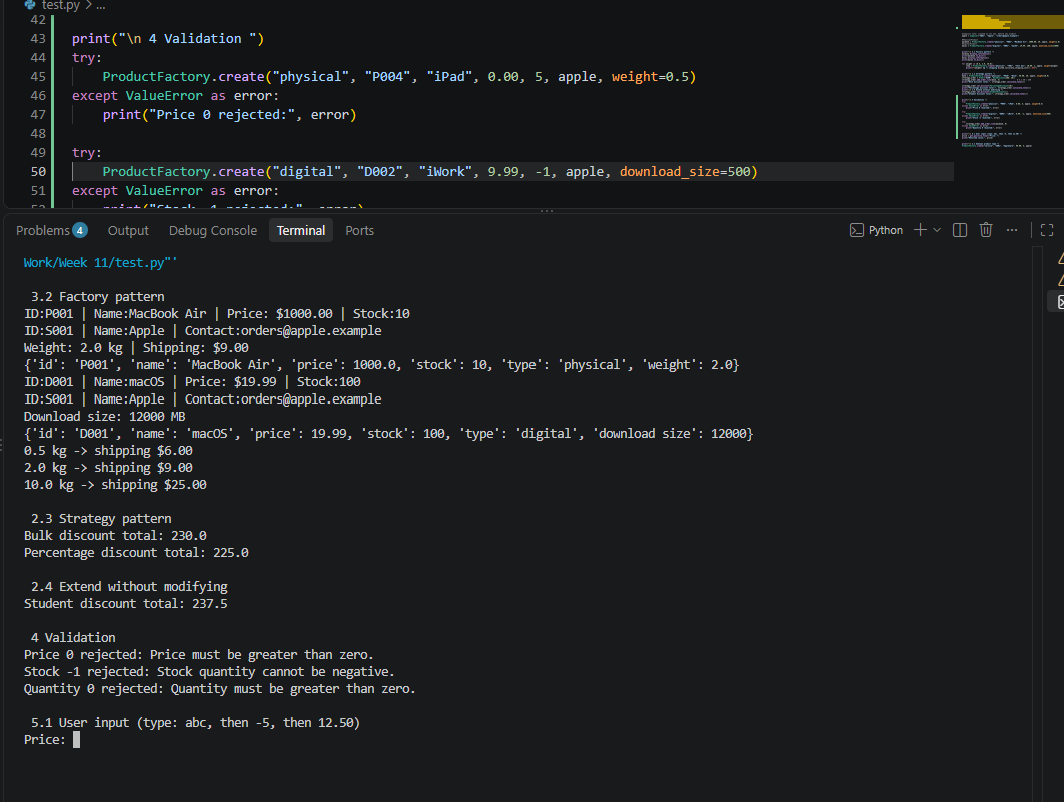 test.py > ...
42
43 print("\n 4 Validation ")
44 try:
45 ProductFactory.create("physical", "P004", "iPad", 0.00, 5, apple, weight=0.5)
46 except ValueError as error:
47 print("Price 0 rejected:", error)
48
49 try:
50 ProductFactory.create("digital", "D002", "iWork", 9.99, -1, apple, download_size=500)
51 except ValueError as error:
52 print("Stock -1 rejected:", error)
Problems 4 Output Debug Console Terminal Ports Python
Work/Week 11/test.py"'
3.2 Factory pattern
ID:P001 | Name:MacBook Air | Price: $1000.00 | Stock:10
ID:S001 | Name:Apple | Contact:orders@apple.example
Weight: 2.0 kg | Shipping: $9.00
{'id': 'P001', 'name': 'MacBook Air', 'price': 1000.0, 'stock': 10, 'type': 'physical', 'weight': 2.0}
ID:D001 | Name:macOS | Price: $19.99 | Stock:100
ID:S001 | Name:Apple | Contact:orders@apple.example
Download size: 12000 MB
{'id': 'D001', 'name': 'macOS', 'price': 19.99, 'stock': 100, 'type': 'digital', 'download size': 12000}
0.5 kg -> shipping $6.00
2.0 kg -> shipping $9.00
10.0 kg -> shipping $25.00
2.3 Strategy pattern
Bulk discount total: 230.0
Percentage discount total: 225.0
2.4 Extend without modifying
Student discount total: 237.5
4 Validation
Price 0 rejected: Price must be greater than zero.
Stock -1 rejected: Stock quantity cannot be negative.
Quantity 0 rejected: Quantity must be greater than zero.
5.1 User input (type: abc, then -5, then 12.50)
Price: